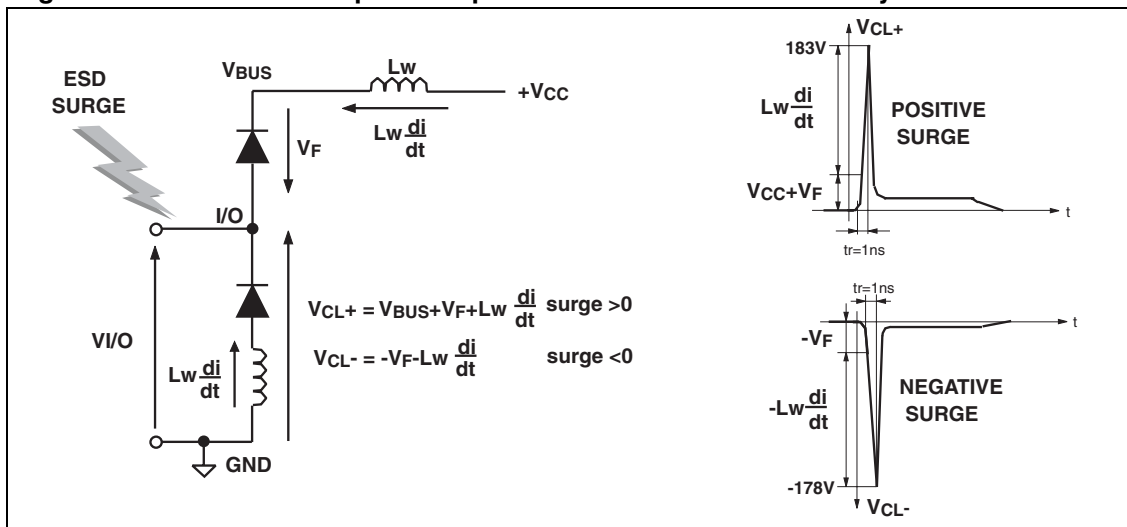 ESD
SURGE
VBUS
Lw
+VCC
Lw di/dt
VF
I/O
VI/O
Lw di/dt
GND
VCL+ = VBUS+VF+Lw di/dt surge >0
VCL- = -VF-Lw di/dt surge <0
VCL+
183V
Lw di/dt
POSITIVE
SURGE
VCC+VF
t
tr=1ns
tr=1ns
t
-VF
-Lw di/dt
NEGATIVE
SURGE
-178V
VCL-